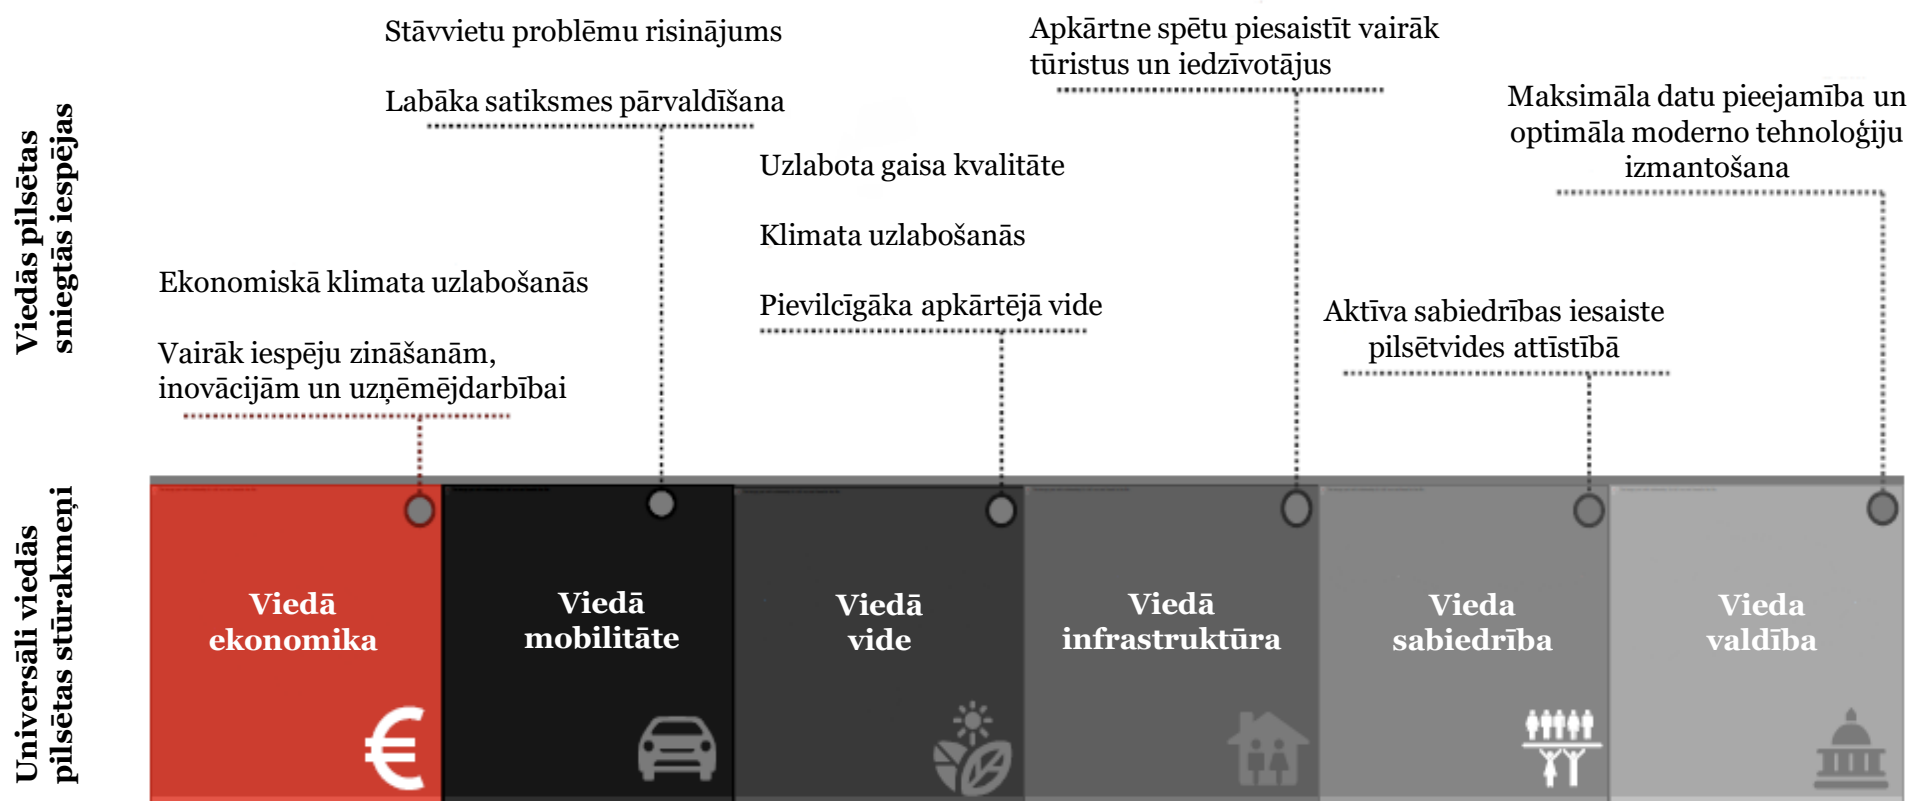 Viedās pilsētas
sniegtās iespējas
Stāvvietu problēmu risinājums
Labāka satiksmes pārvaldīšana
Apkārtne spētu piesaistīt vairāk
tūristus un iedzīvotājus
Maksimāla datu pieejamība un
optimāla moderno tehnoloģiju
izmantošana
Uzlabota gaisa kvalitāte
Klimata uzlabošanās
Pievilcīgāka apkārtējā vide
Ekonomiskā klimata uzlabošanās
Vairāk iespēju zināšanām,
inovācijām un uzņēmējdarbībai
Aktīva sabiedrības iesaiste
pilsētvides attīstībā
Universāli viedās
pilsētas stūrakmeņi
Viedā
ekonomika
Viedā
mobilitāte
Viedā
vide
Viedā
infrastruktūra
Vieda
sabiedrība
Vieda
valdība